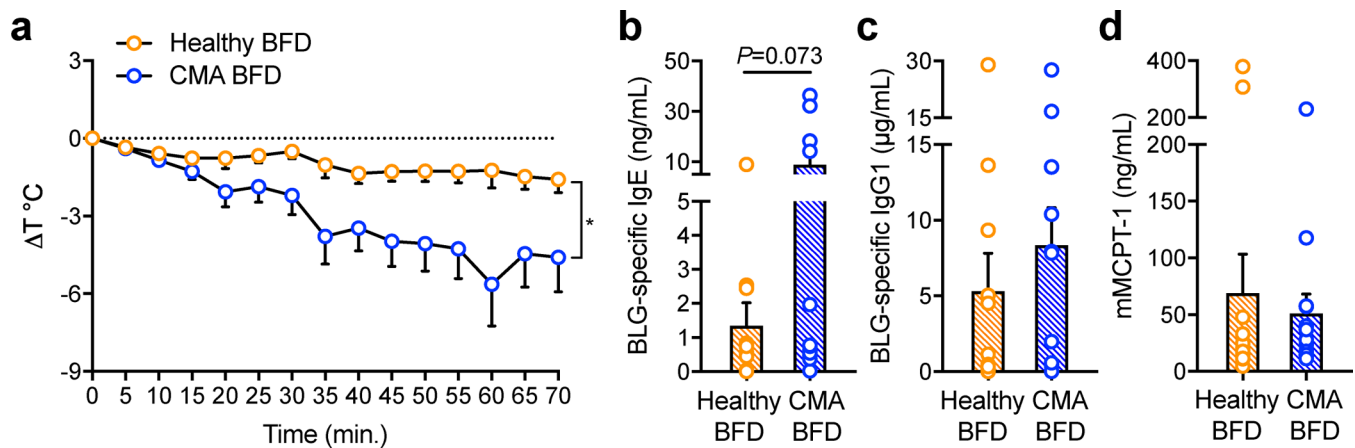 a
Healthy BFD
CMA BFD
3
0
-3
-6
-9
ΔT °C
0 5 10 15 20 25 30 35 40 45 50 55 60 65 70
Time (min.)
*
b
P=0.073
BLG-specific IgE (ng/mL)
50
30
10
5
4
3
2
1
0
Healthy BFD
CMA BFD
c
BLG-specific IgG1 (µg/mL)
30
15
15
10
5
0
Healthy BFD
CMA BFD
d
mMCPT-1 (ng/mL)
400
200
200
150
100
50
0
Healthy BFD
CMA BFD